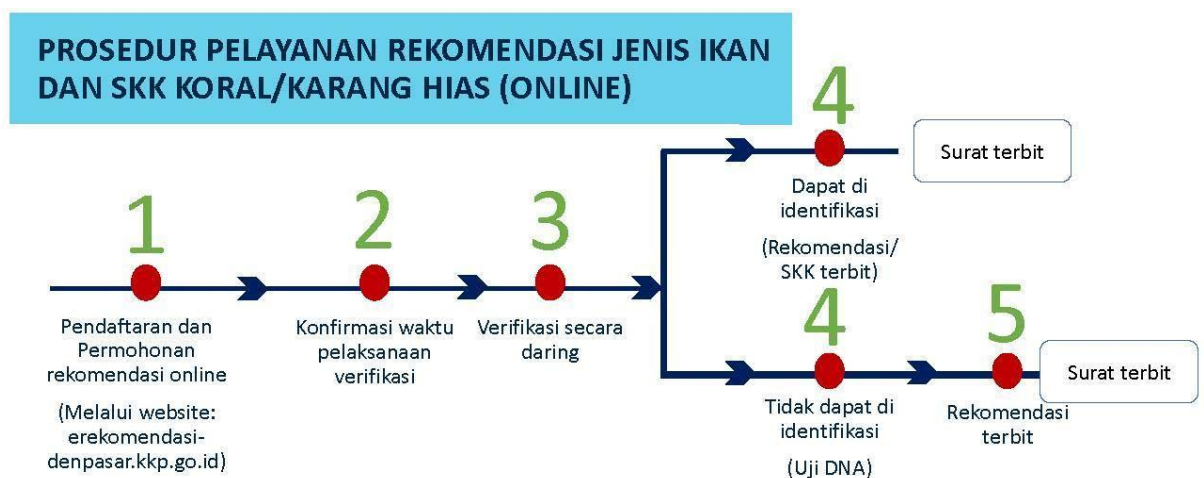 PROSEDUR PELAYANAN REKOMENDASI JENIS IKAN
DAN SKK KORAL/KARANG HIAS (ONLINE)
1
Pendaftaran dan
Permohonan
rekomendasi online
(Melalui website:
erekomendasi-
denpasar.kkp.go.id)
2
Konfirmasi waktu
pelaksanaan
verifikasi
3
Verifikasi secara
daring
4
Dapat di
identifikasi
(Rekomendasi/
SKK terbit)
Surat terbit
4
Tidak dapat di
identifikasi
(Uji DNA)
5
Rekomendasi
terbit
Surat terbit